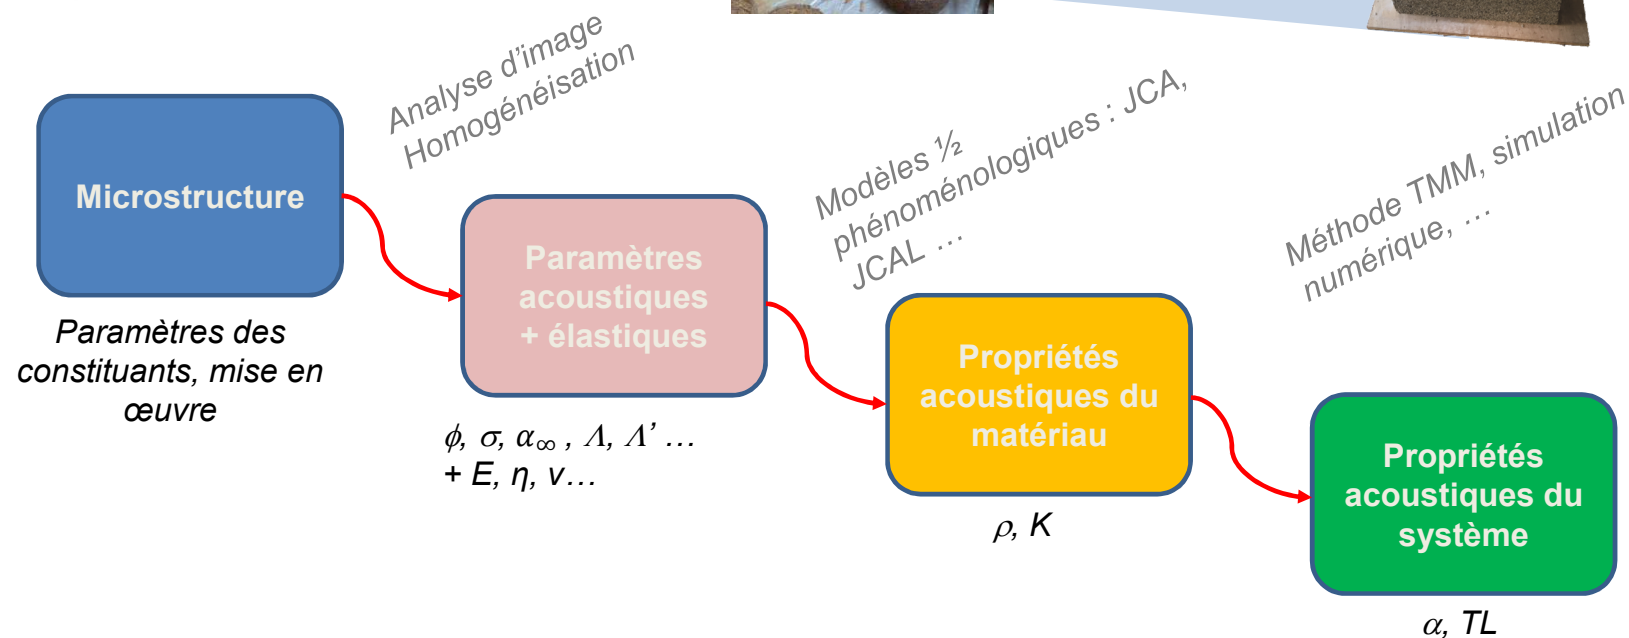 Analyse d'image
Homogénéisation
Modèles ½
phénoménologiques : JCA,
JCAL …
Méthode TMM, simulation
numérique, …
Microstructure
Paramètres des
constituants, mise en
œuvre
Paramètres
acoustiques
+ élastiques
ϕ, σ, α∞ , Λ, Λ’ …
+ E, η, ν…
Propriétés
acoustiques du
matériau
ρ, K
Propriétés
acoustiques du
système
α, TL